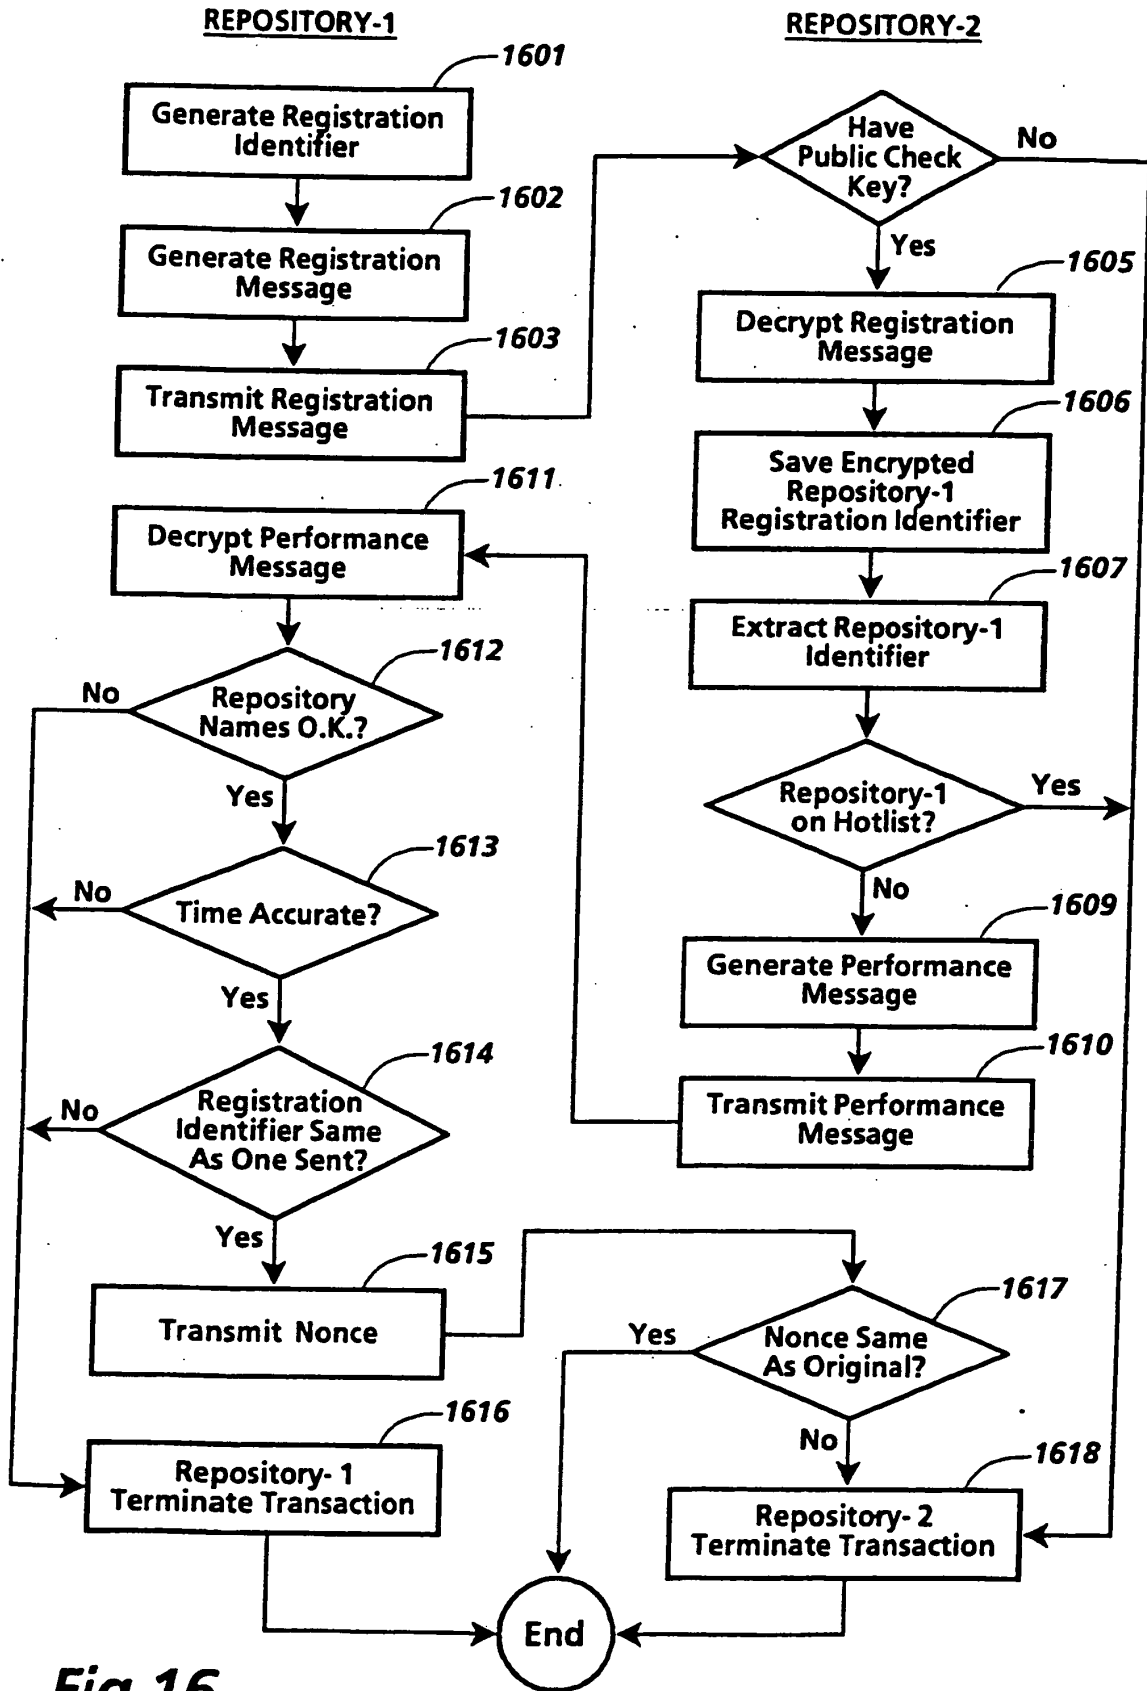 REPOSITORY-1
REPOSITORY-2
1601
Generate Registration
Identifier
1602
Generate Registration
Message
1603
Transmit Registration
Message
Have
Public Check
Key?
No
Yes
1605
Decrypt Registration
Message
1606
Save Encrypted
Repository-1
Registration Identifier
1607
Extract Repository-1
Identifier
Repository-1
on Hotlist?
Yes
No
1609
Generate Performance
Message
1610
Transmit Performance
Message
1611
Decrypt Performance
Message
1612
Repository
Names O.K.?
No
Yes
1613
Time Accurate?
No
Yes
1614
Registration
Identifier Same
As One Sent?
No
Yes
1615
Transmit Nonce
1616
Repository- 1
Terminate Transaction
1617
Nonce Same
As Original?
Yes
No
1618
Repository- 2
Terminate Transaction
End
Fig.16